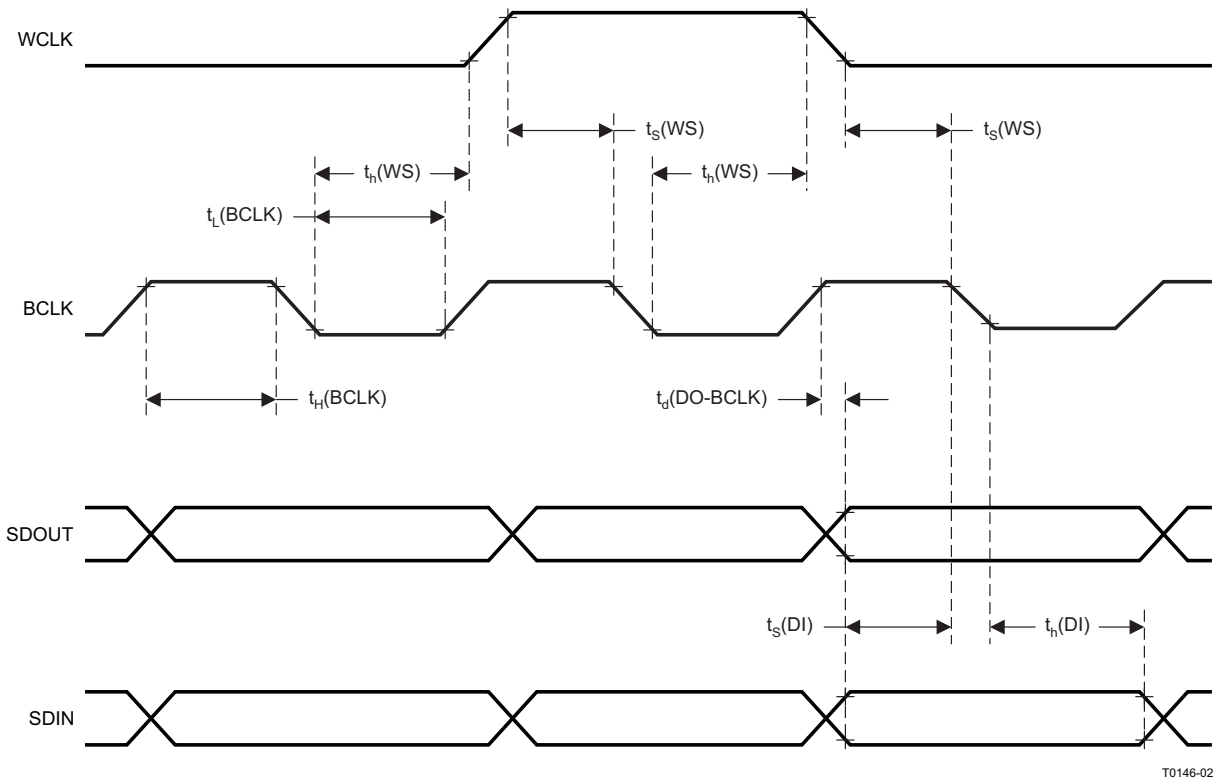 WCLK
t_S(WS) t_S(WS)
t_h(WS) t_h(WS)
t_L(BCLK)
BCLK
t_H(BCLK) t_d(DO-BCLK)
SDOUT
t_S(DI) t_h(DI)
SDIN
T0146-02